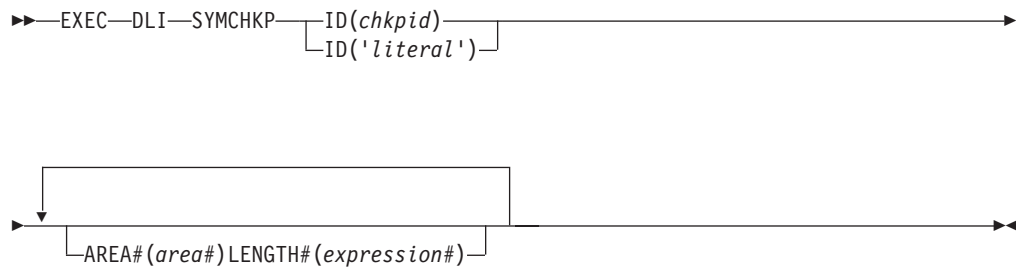 EXEC DLI SYMCHKP ID(chkpid)
ID('literal')
AREA#(area#)LENGTH#(expression#)